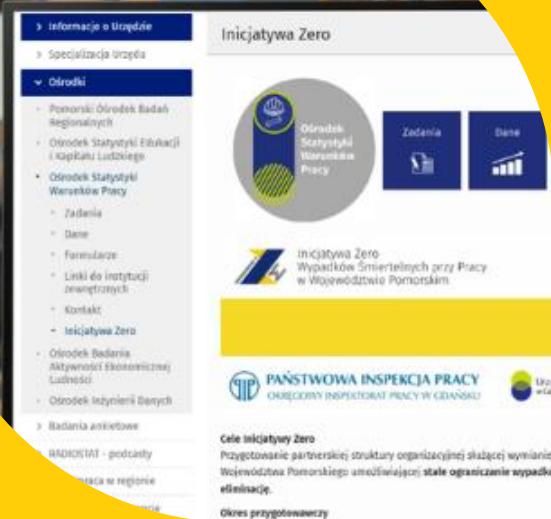 Informacje o Urzędzie
Specjalizacja Urzędu
Ośrodki
Pomorski Ośrodek Badań
Regionalnych
Ośrodek Statystyki Edukacji
i Kapitału Ludzkiego
Ośrodek Statystyki
Warunków Pracy
Zadania
Dane
Formularze
Linki do instytucji
zewnętrznych
Kontakt
Inicjatywa Zero
Ośrodek Badania
Aktywności Ekonomicznej
Ludności
Ośrodek Inżynierii Danych
Badania ankietowe
RADIOSTAT - podcasty
w regionie
Inicjatywa Zero
Ośrodek
Statystyki
Warunków
Pracy
Zadania
Dane
Inicjatywa Zero
Wypadków Śmiertelnych przy Pracy
w Województwie Pomorskim
PIP
PAŃSTWOWA INSPEKCJA PRACY
OKRĘGOWY INSPEKTORAT PRACY W GDAŃSKU
Cele Inicjatywy Zero
Przygotowanie partnerskiej struktury organizacyjnej służącej wymianie
Województwa Pomorskiego umożliwiającej stałe ograniczanie wypadków
eliminację.
Okres przygotowawczy